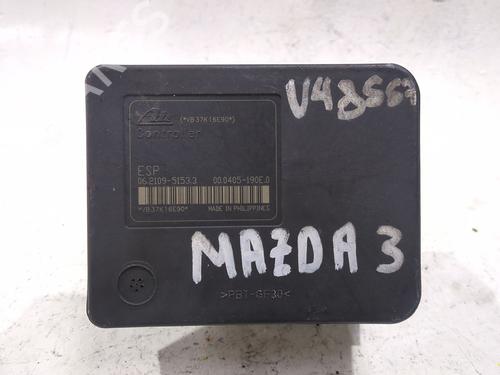 Ate (*VB37K16E90*)
Controller
ESP
06.2109-5153.3 00.0405-190E.0
*VB37K16E90* MADE IN PHILIPPINES
V48567
MAZDA 3
>PBT-GF30<